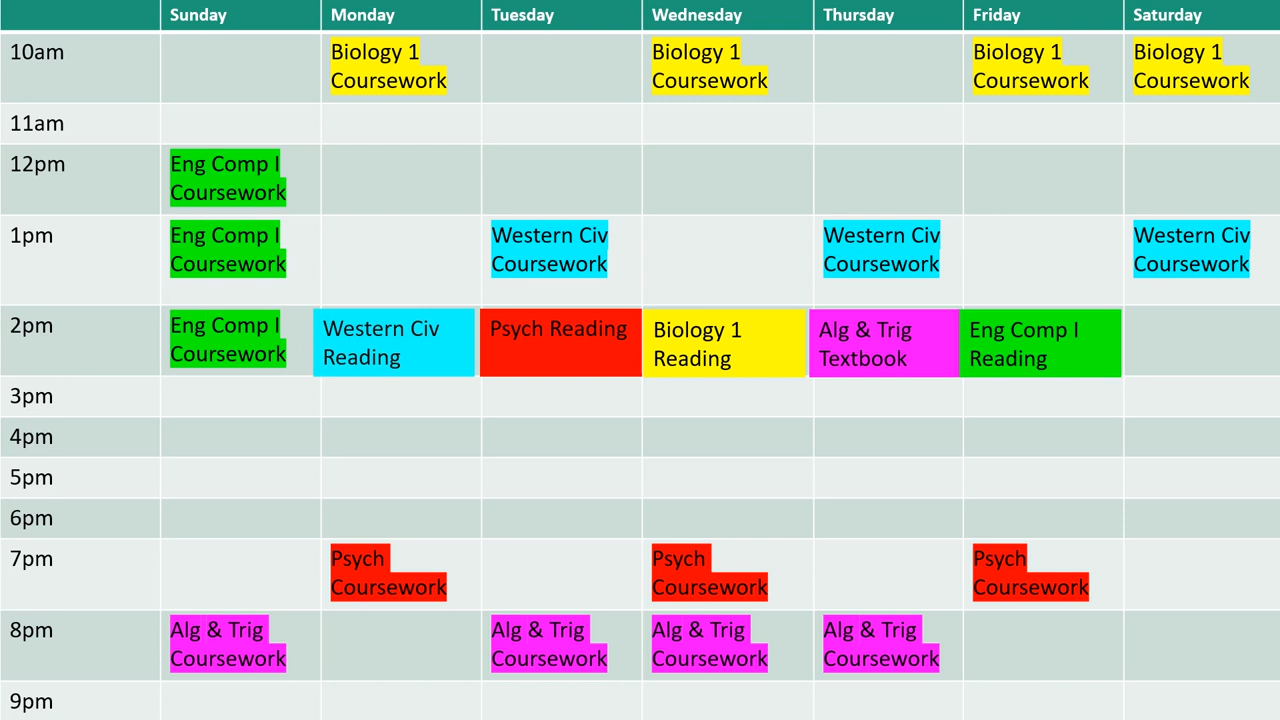 Sunday Monday Tuesday Wednesday Thursday Friday Saturday
10am
Biology 1
Coursework
Biology 1
Coursework
Biology 1
Coursework
Biology 1
Coursework
11am
12pm
Eng Comp I
Coursework
1pm
Eng Comp I
Coursework
Western Civ
Coursework
Western Civ
Coursework
Western Civ
Coursework
2pm
Eng Comp I
Coursework
Western Civ
Reading
Psych Reading
Biology 1
Reading
Alg & Trig
Textbook
Eng Comp I
Reading
3pm
4pm
5pm
6pm
7pm
Psych
Coursework
Psych
Coursework
Psych
Coursework
8pm
Alg & Trig
Coursework
Alg & Trig
Coursework
Alg & Trig
Coursework
Alg & Trig
Coursework
9pm